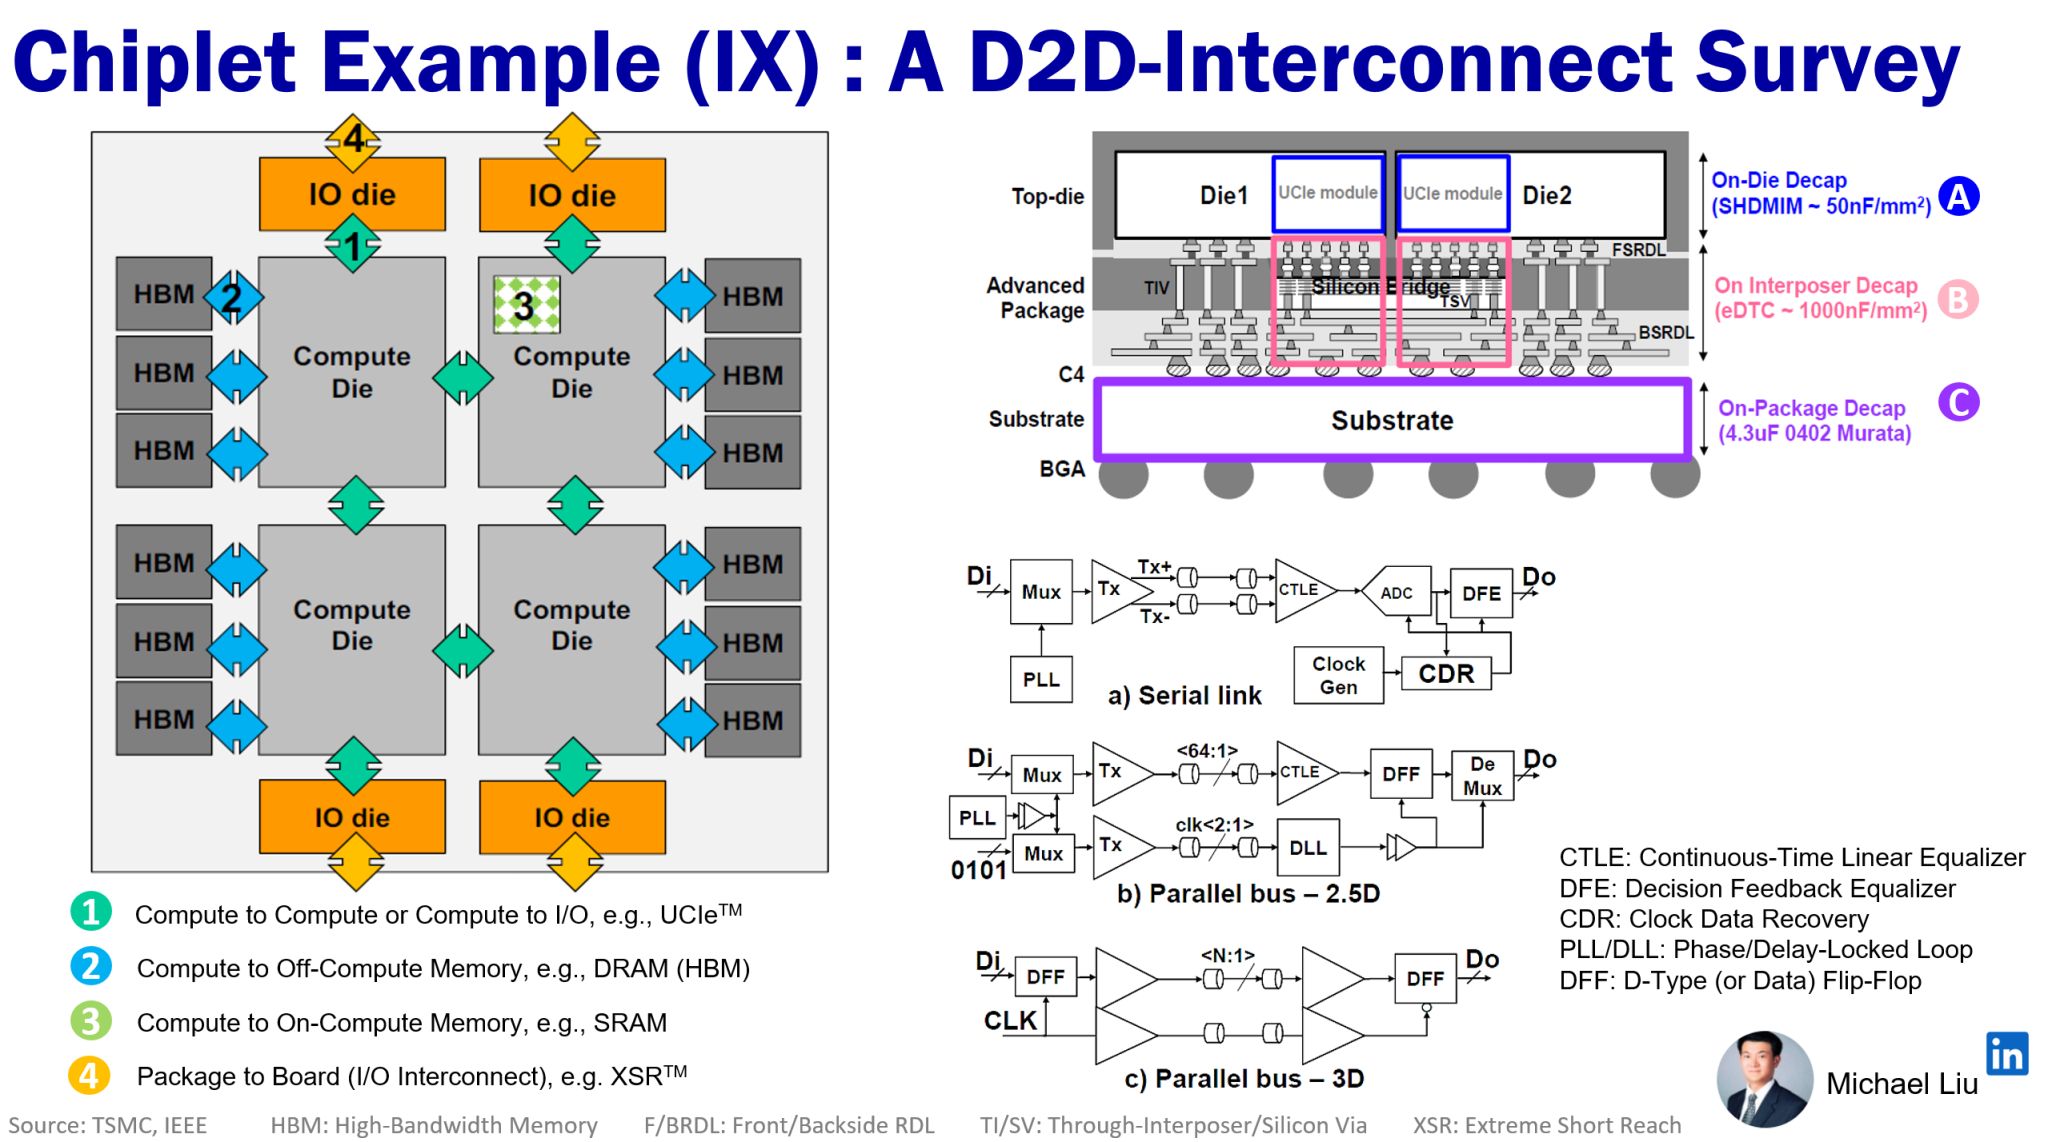 Chiplet Example (IX) : A D2D-Interconnect Survey
4
IO die
IO die
1
HBM
2
HBM
HBM
Compute
Die
3
Compute
Die
HBM
HBM
HBM
HBM
HBM
HBM
Compute
Die
Compute
Die
HBM
HBM
HBM
IO die
IO die
1 Compute to Compute or Compute to I/O, e.g., UCIe™
2 Compute to Off-Compute Memory, e.g., DRAM (HBM)
3 Compute to On-Compute Memory, e.g., SRAM
4 Package to Board (I/O Interconnect), e.g. XSR™
Top-die
Die1
UCIe module
UCIe module
Die2
On-Die Decap
(SHDMIM ~ 50nF/mm²)
A
FSRDL
Advanced
Package
TIV
Silicon Bridge
TSV
BSRDL
On Interposer Decap
(eDTC ~ 1000nF/mm²)
B
C4
Substrate
Substrate
On-Package Decap
(4.3uF 0402 Murata)
C
BGA
Di
Mux
Tx
Tx+
Tx-
CTLE
ADC
DFE
Do
PLL
Clock
Gen
CDR
a) Serial link
Di
Mux
Tx
<64:1>
CTLE
DFF
De
Mux
Do
PLL
0101
Mux
Tx
clk<2:1>
DLL
b) Parallel bus – 2.5D
Di
DFF
<N:1>
DFF
Do
CLK
c) Parallel bus – 3D
CTLE: Continuous-Time Linear Equalizer
DFE: Decision Feedback Equalizer
CDR: Clock Data Recovery
PLL/DLL: Phase/Delay-Locked Loop
DFF: D-Type (or Data) Flip-Flop
Michael Liu
in
Source: TSMC, IEEE HBM: High-Bandwidth Memory F/BRDL: Front/Backside RDL TI/SV: Through-Interposer/Silicon Via XSR: Extreme Short Reach